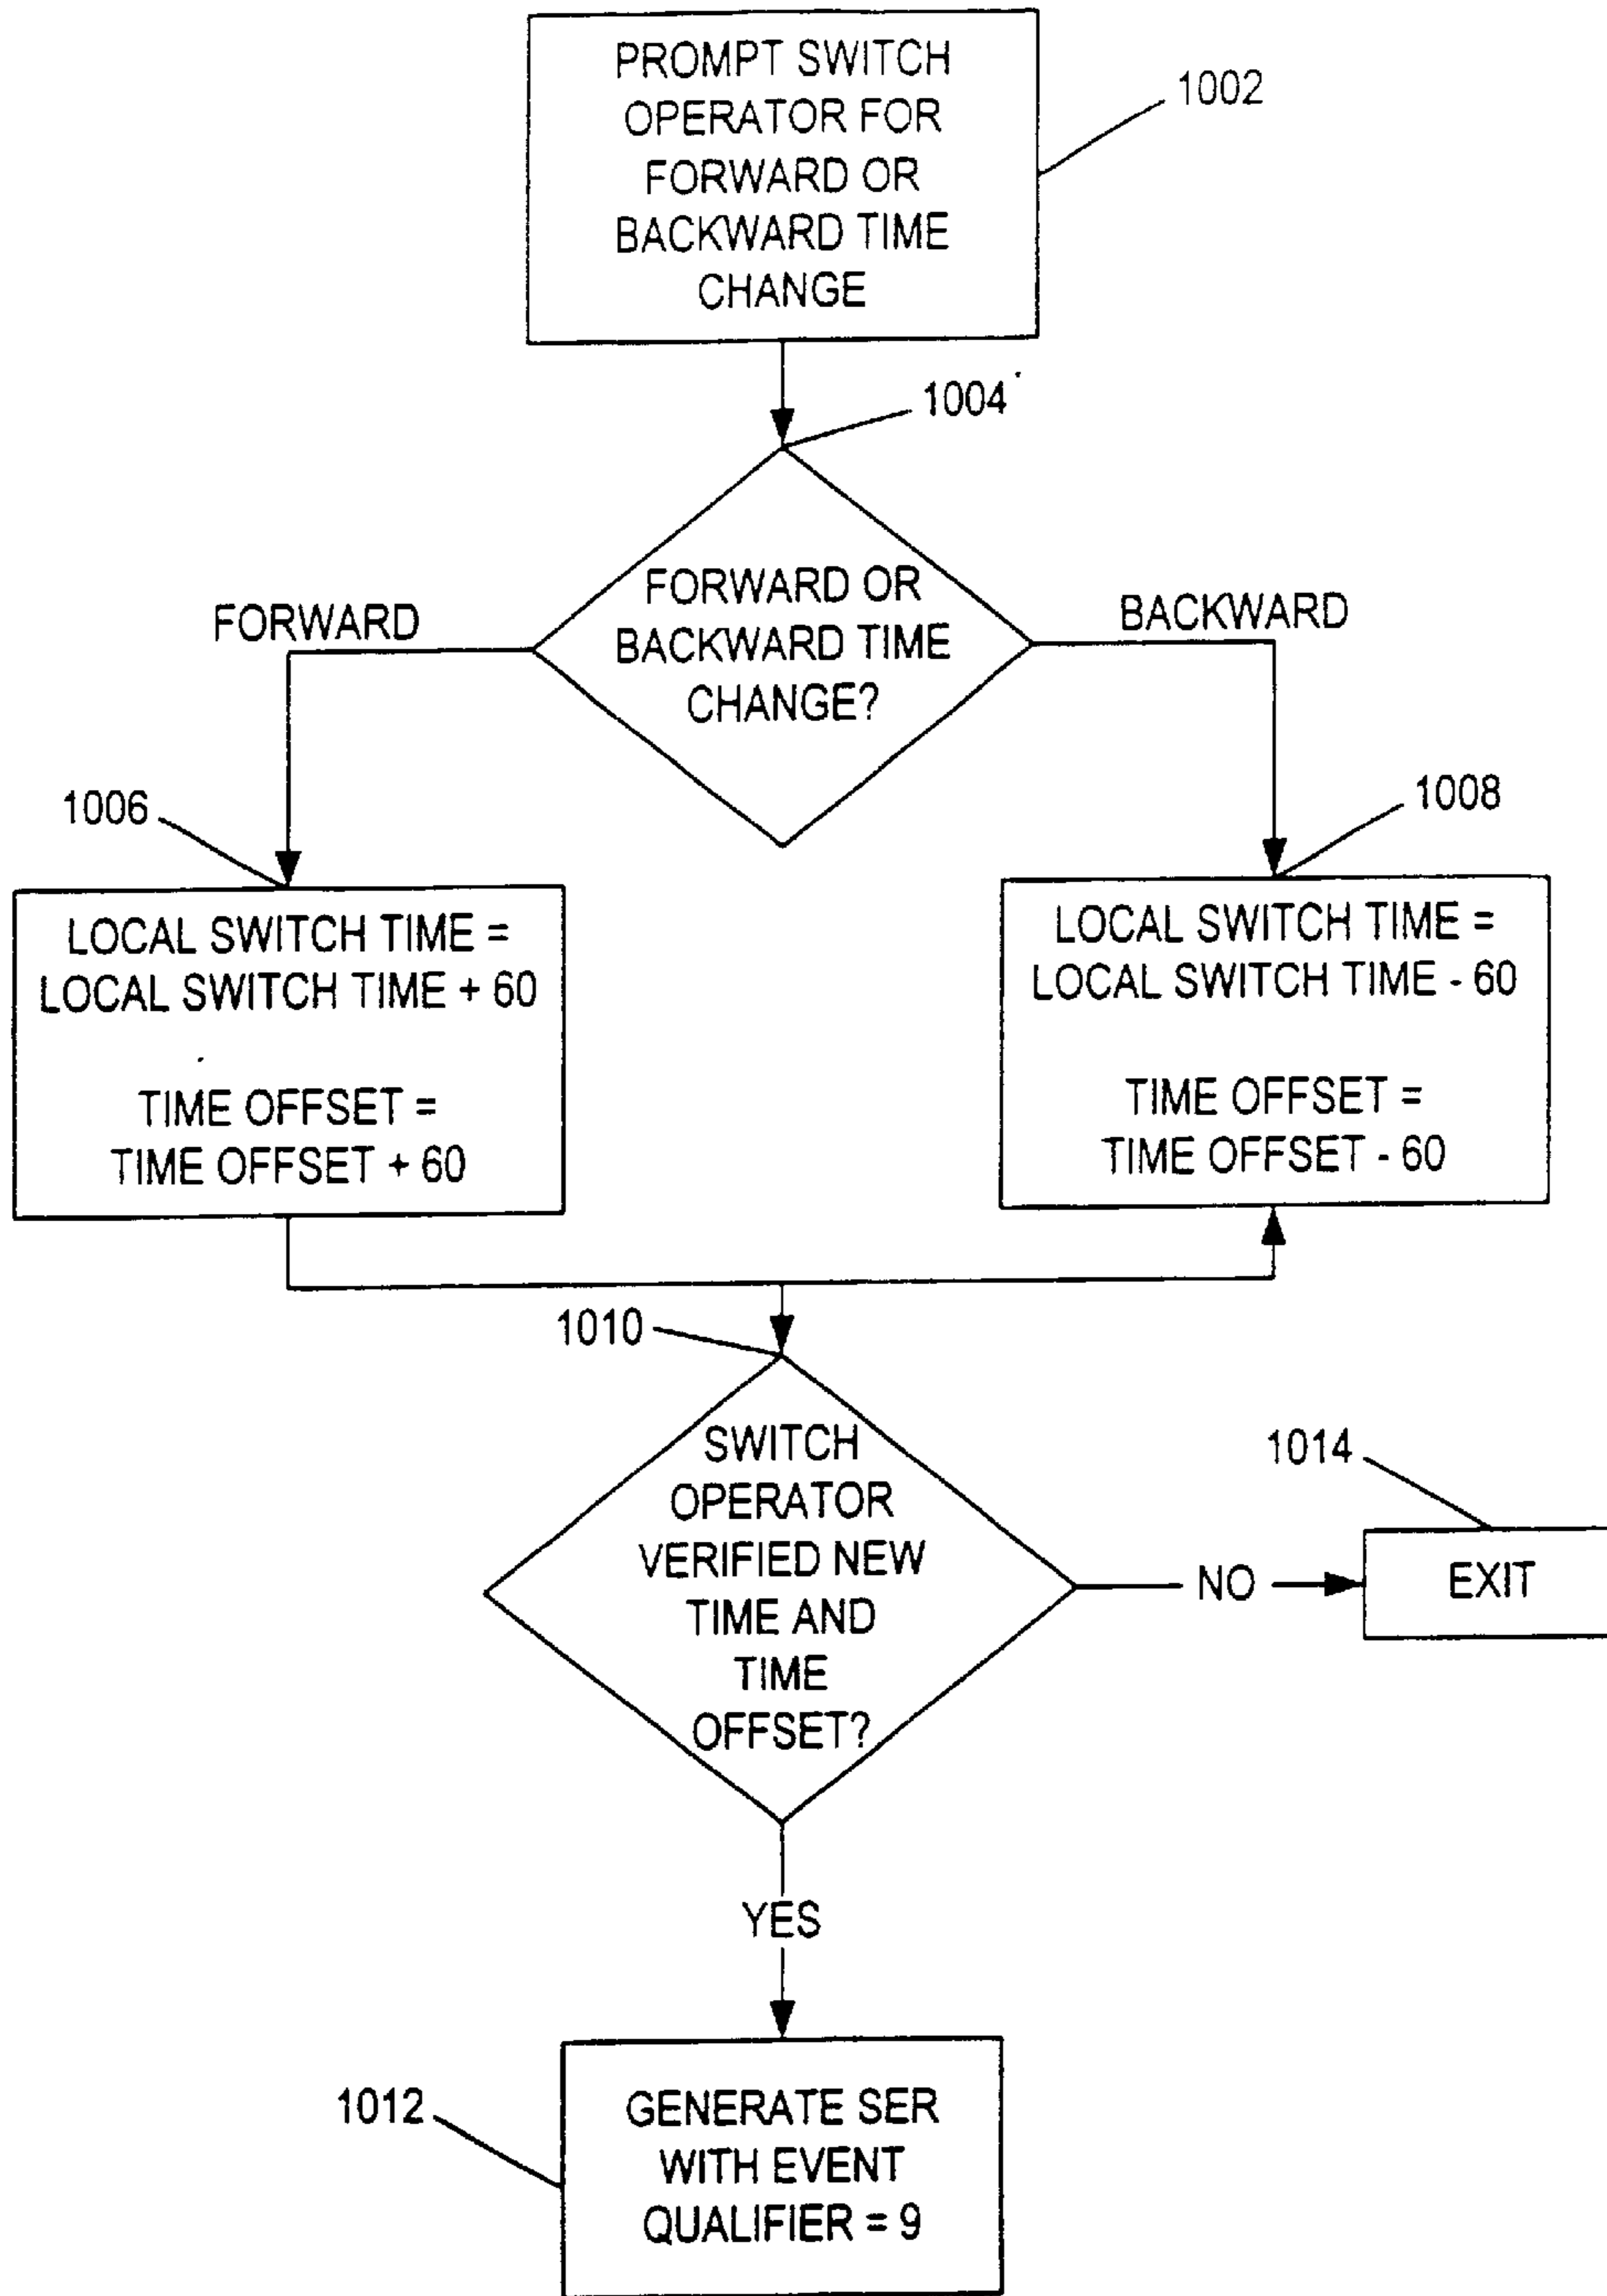 PROMPT SWITCH
OPERATOR FOR
FORWARD OR
BACKWARD TIME
CHANGE
1002
1004
FORWARD OR
BACKWARD TIME
CHANGE?
FORWARD
BACKWARD
1006
1008
LOCAL SWITCH TIME =
LOCAL SWITCH TIME + 60
TIME OFFSET =
TIME OFFSET + 60
LOCAL SWITCH TIME =
LOCAL SWITCH TIME - 60
TIME OFFSET =
TIME OFFSET - 60
1010
SWITCH
OPERATOR
VERIFIED NEW
TIME AND
TIME
OFFSET?
NO
1014
EXIT
YES
1012
GENERATE SER
WITH EVENT
QUALIFIER = 9